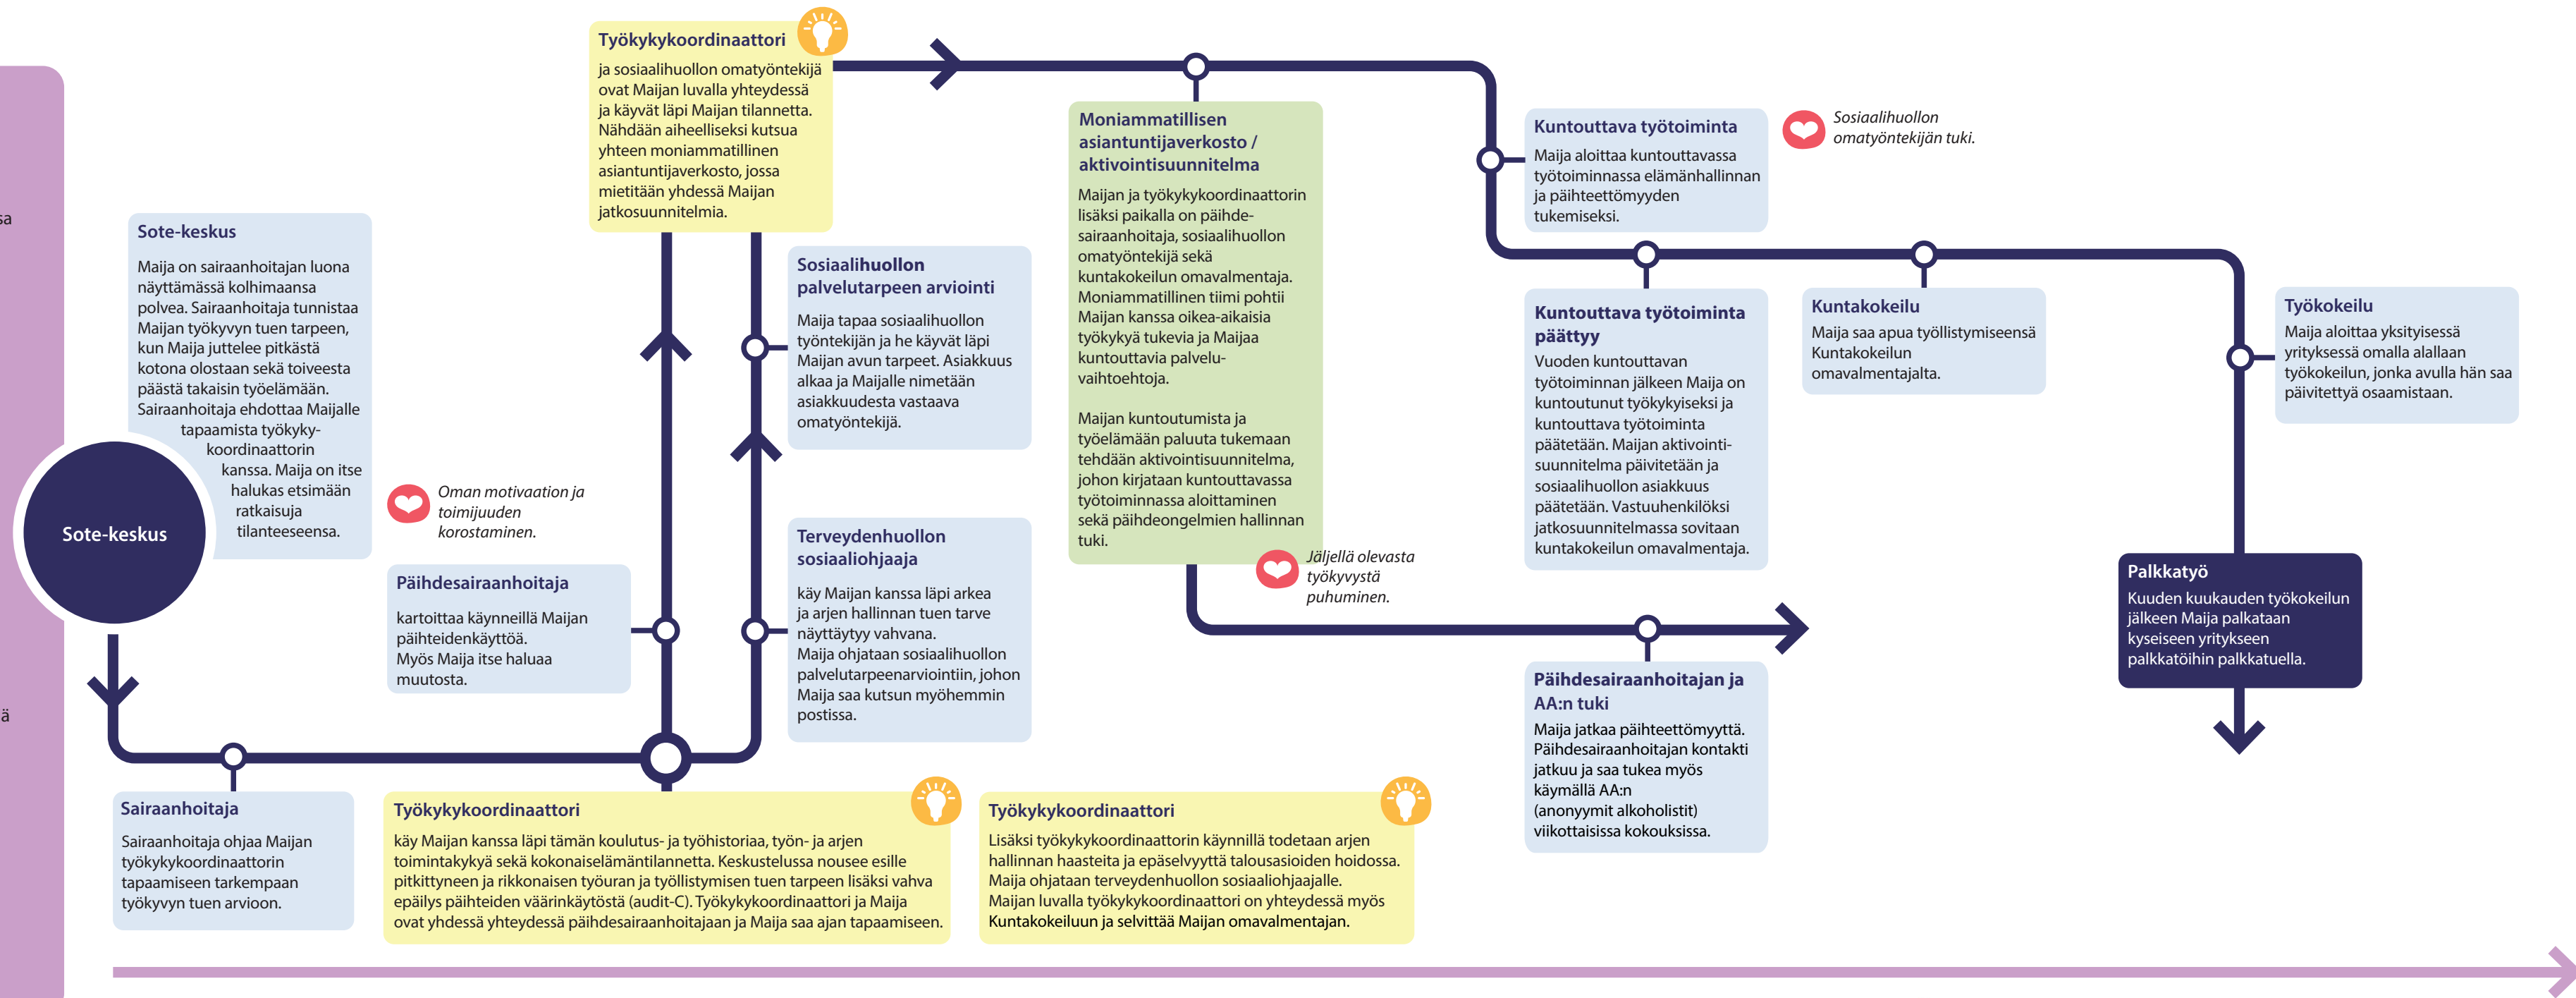 sa
ä
Sote-keskus
Maija on sairaanhoitajan luona
näyttämässä kolhimaansa
polvea. Sairaanhoitaja tunnistaa
Maijan työkyvyn tuen tarpeen,
kun Maija juttelee pitkästä
kotona olostaan sekä toiveesta
päästä takaisin työelämään.
Sairaanhoitaja ehdottaa Maijalle
tapaamista työkyky-
koordinaattorin
kanssa. Maija on itse
halukas etsimään
ratkaisuja
tilanteeseensa.
Sote-keskus
Sairaanhoitaja
Sairaanhoitaja ohjaa Maijan
työkykykoordinaattorin
tapaamiseen tarkempaan
työkyvyn tuen arvioon.
Oman motivaation ja
toimijuuden
korostaminen.
Päihdesairaanhoitaja
kartoittaa käynneillä Maijan
päihteidenkäyttöä.
Myös Maija itse haluaa
muutosta.
Työkykykoordinaattori
käy Maijan kanssa läpi tämän koulutus- ja työhistoriaa, työn- ja arjen
toimintakykyä sekä kokonaiselämäntilannetta. Keskustelussa nousee esille
pitkittyneen ja rikkonaisen työuran ja työllistymisen tuen tarpeen lisäksi vahva
epäilys päihteiden väärinkäytöstä (audit-C). Työkykykoordinaattori ja Maija
ovat yhdessä yhteydessä päihdesairaanhoitajaan ja Maija saa ajan tapaamiseen.
Työkykykoordinaattori
Lisäksi työkykykoordinaattorin käynnillä todetaan arjen
hallinnan haasteita ja epäselvyyttä talousasioiden hoidossa.
Maija ohjataan terveydenhuollon sosiaaliohjaajalle.
Maijan luvalla työkykykoordinaattori on yhteydessä myös
Kuntakokeiluun ja selvittää Maijan omavalmentajan.
Terveydenhuollon
sosiaaliohjaaja
käy Maijan kanssa läpi arkea
ja arjen hallinnan tuen tarve
näyttäytyy vahvana.
Maija ohjataan sosiaalihuollon
palvelutarpeenarviointiin, johon
Maija saa kutsun myöhemmin
postissa.
Sosiaalihuollon
palvelutarpeen arviointi
Maija tapaa sosiaalihuollon
työntekijän ja he käyvät läpi
Maijan avun tarpeet. Asiakkuus
alkaa ja Maijalle nimetään
asiakkuudesta vastaava
omatyöntekijä.
Työkykykoordinaattori
ja sosiaalihuollon omatyöntekijä
ovat Maijan luvalla yhteydessä
ja käyvät läpi Maijan tilannetta.
Nähdään aiheelliseksi kutsua
yhteen moniammatillinen
asiantuntijaverkosto, jossa
mietitään yhdessä Maijan
jatkosuunnitelmia.
Moniammatillisen
asiantuntijaverkosto /
aktivointisuunnitelma
Maijan ja työkykykoordinaattorin
lisäksi paikalla on päihde-
sairaanhoitaja, sosiaalihuollon
omatyöntekijä sekä
kuntakokeilun omavalmentaja.
Moniammatillinen tiimi pohtii
Maijan kanssa oikea-aikaisia
työkykyä tukevia ja Maijaa
kuntouttavia palvelu-
vaihtoehtoja.
Maijan kuntoutumista ja
työelämään paluuta tukemaan
tehdään aktivointisuunnitelma,
johon kirjataan kuntouttavassa
työtoiminnassa aloittaminen
sekä päihdeongelmien hallinnan
tuki.
Jäljellä olevasta
työkyvystä
puhuminen.
Kuntouttava työtoiminta
Maija aloittaa kuntouttavassa
työtoiminnassa elämänhallinnan
ja päihteettömyyden
tukemiseksi.
Sosiaalihuollon
omatyöntekijän tuki.
Kuntouttava työtoiminta
päättyy
Vuoden kuntouttavan
työtoiminnan jälkeen Maija on
kuntoutunut työkykyiseksi ja
kuntouttava työtoiminta
päätetään. Maijan aktivointi-
suunnitelma päivitetään ja
sosiaalihuollon asiakkuus
päätetään. Vastuuhenkilöksi
jatkosuunnitelmassa sovitaan
kuntakokeilun omavalmentaja.
Päihdesairaanhoitajan ja
AA:n tuki
Maija jatkaa päihteettömyyttä.
Päihdesairaanhoitajan kontakti
jatkuu ja saa tukea myös
käymällä AA:n
(anonyymit alkoholistit)
viikottaisissa kokouksissa.
Kuntakokeilu
Maija saa apua työllistymiseensä
Kuntakokeilun
omavalmentajalta.
Työkokeilu
Maija aloittaa yksityisessä
yrityksessä omalla alallaan
työkokeilun, jonka avulla hän saa
päivitettyä osaamistaan.
Palkkatyö
Kuuden kuukauden työkokeilun
jälkeen Maija palkataan
kyseiseen yritykseen
palkkatöihin palkkatuella.